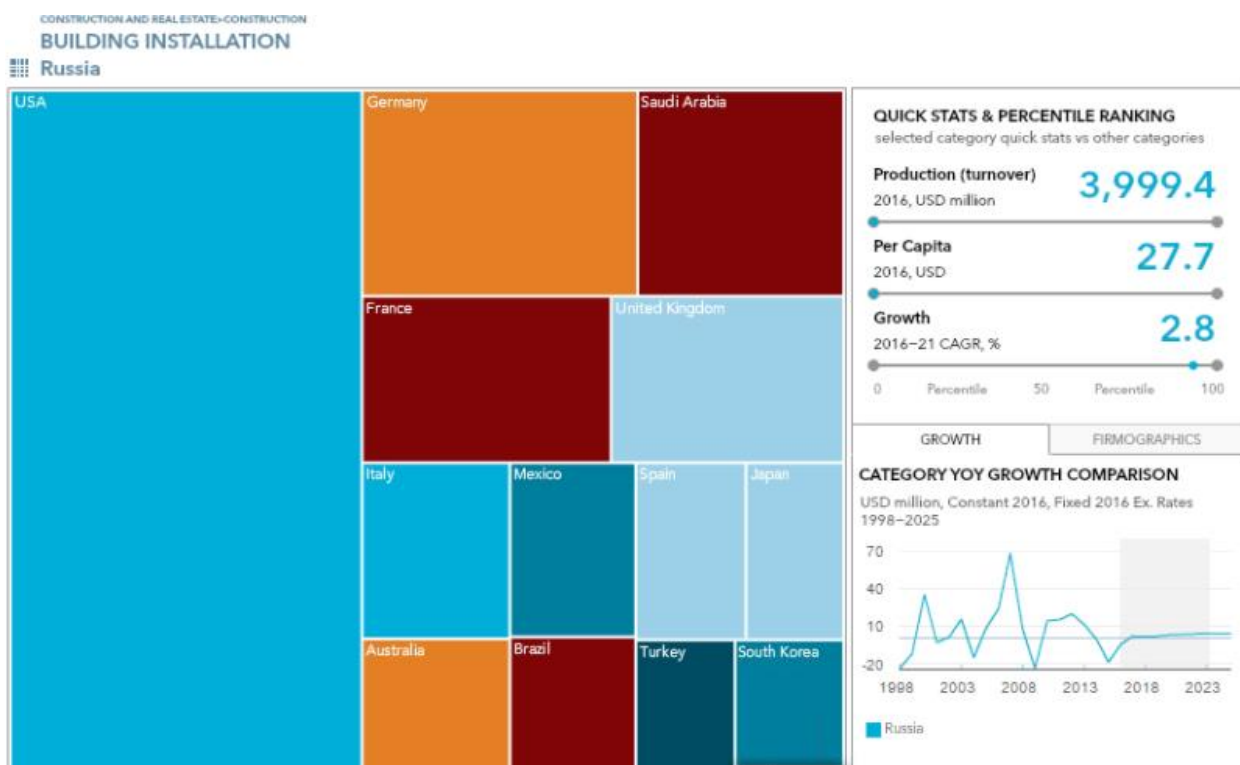 CONSTRUCTION AND REAL ESTATE>CONSTRUCTION
BUILDING INSTALLATION
Russia
USA
Germany
Saudi Arabia
France
United Kingdom
Italy
Mexico
Spain
Japan
Australia
Brazil
Turkey
South Korea
QUICK STATS & PERCENTILE RANKING
selected category quick stats vs other categories
Production (turnover)
3,999.4
2016, USD million
Per Capita
27.7
2016, USD
Growth
2.8
2016–21 CAGR, %
0 Percentile 50 Percentile 100
GROWTH FIRMOGRAPHICS
CATEGORY YOY GROWTH COMPARISON
USD million, Constant 2016, Fixed 2016 Ex. Rates
1998–2025
70
40
10
-20
1998 2003 2008 2013 2018 2023
Russia